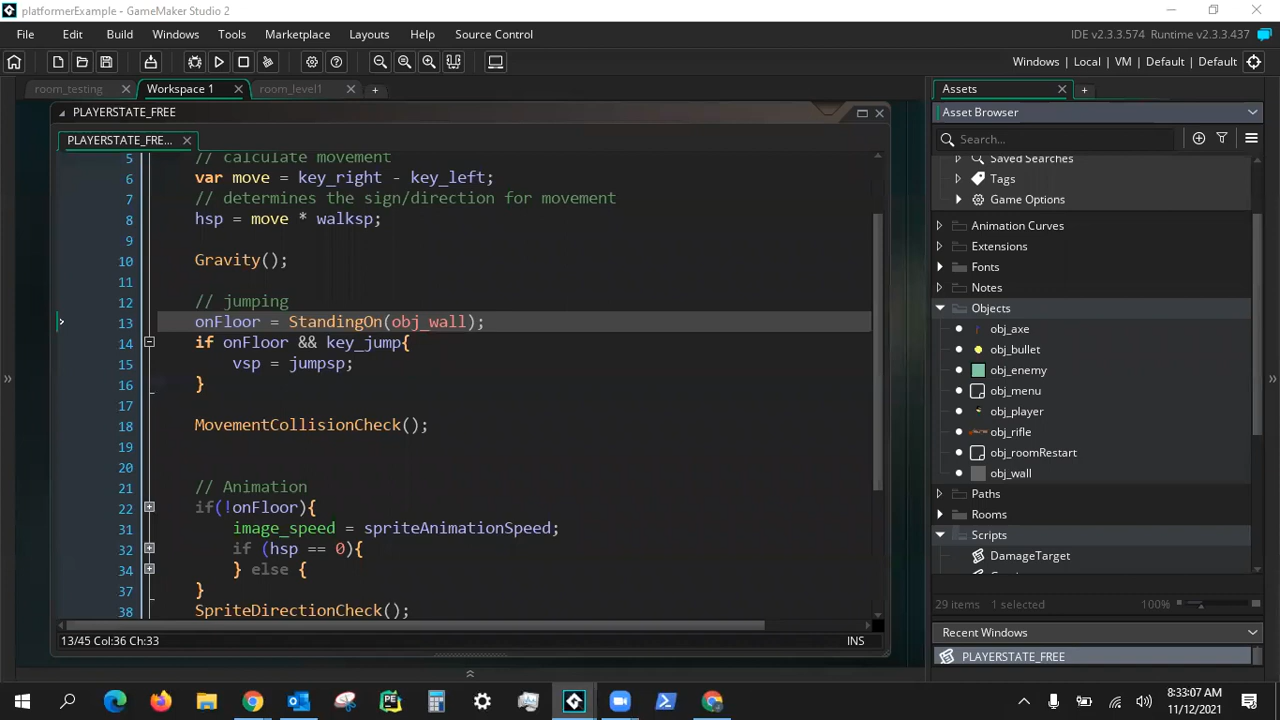 platformerExample - GameMaker Studio 2
File Edit Build Windows Tools Marketplace Layouts Help Source Control
IDE v2.3.3.574 Runtime v2.3.3.437
Windows | Local | VM | Default | Default
room_testing Workspace 1 room_level1
PLAYERSTATE_FREE
PLAYERSTATE_FRE...
5 // calculate movement
6 var move = key_right - key_left;
7 // determines the sign/direction for movement
8 hsp = move * walksp;
9
10 Gravity();
11
12 // jumping
13 onFloor = StandingOn(obj_wall);
14 if onFloor && key_jump{
15 vsp = jumpsp;
16 }
17
18 MovementCollisionCheck();
19
20
21 // Animation
22 if(!onFloor){
31 image_speed = spriteAnimationSpeed;
32 if (hsp == 0){
34 } else {
37 }
38 SpriteDirectionCheck();
13/45 Col:36 Ch:33
INS
Assets
Asset Browser
Search...
Saved Searches
Tags
Game Options
Animation Curves
Extensions
Fonts
Notes
Objects
obj_axe
obj_bullet
obj_enemy
obj_menu
obj_player
obj_rifle
obj_roomRestart
obj_wall
Paths
Rooms
Scripts
DamageTarget
29 items 1 selected 100%
Recent Windows
PLAYERSTATE_FREE
8:33:07 AM
11/12/2021